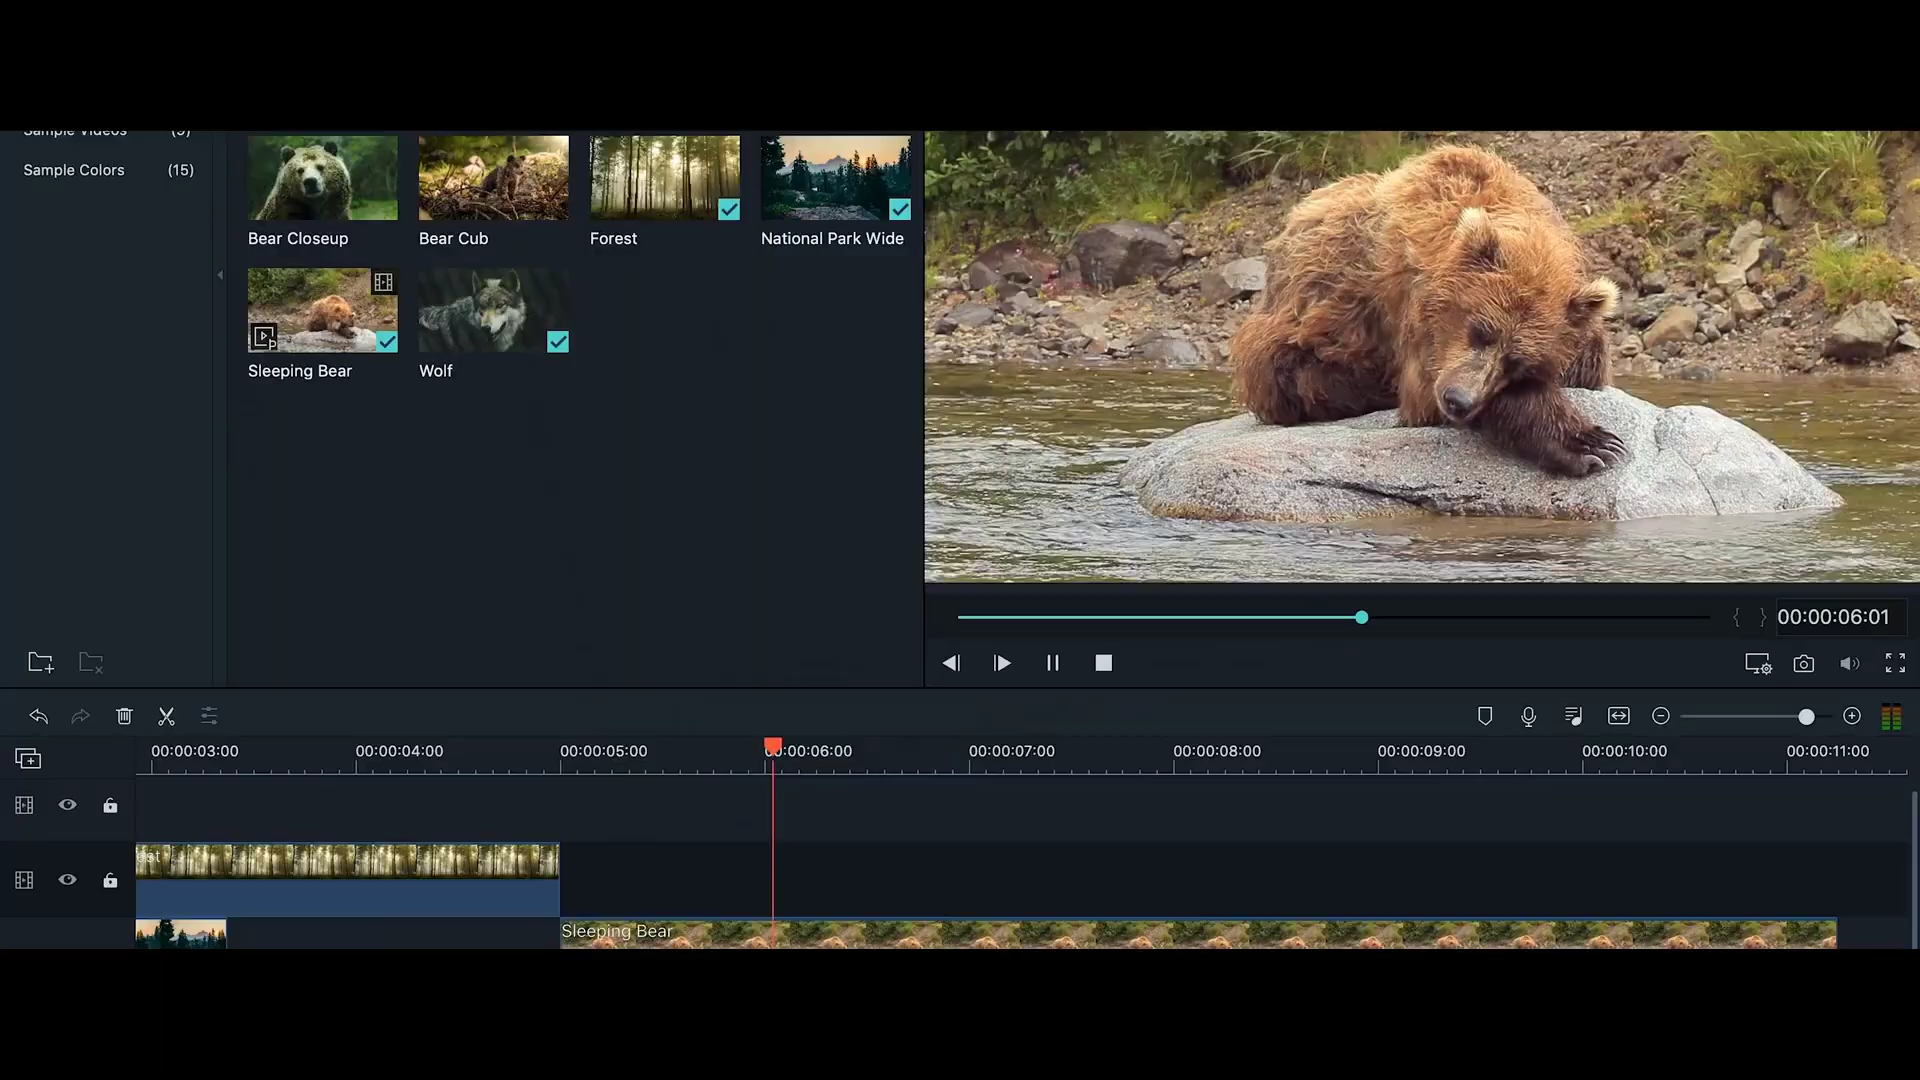 Sample Videos
Sample Colors (15)
Bear Closeup
Bear Cub
Forest
National Park Wide
Sleeping Bear
Wolf
00:00:06:01
00:00:03:00
00:00:04:00
00:00:05:00
00:00:06:00
00:00:07:00
00:00:08:00
00:00:09:00
00:00:10:00
00:00:11:00
Sleeping Bear